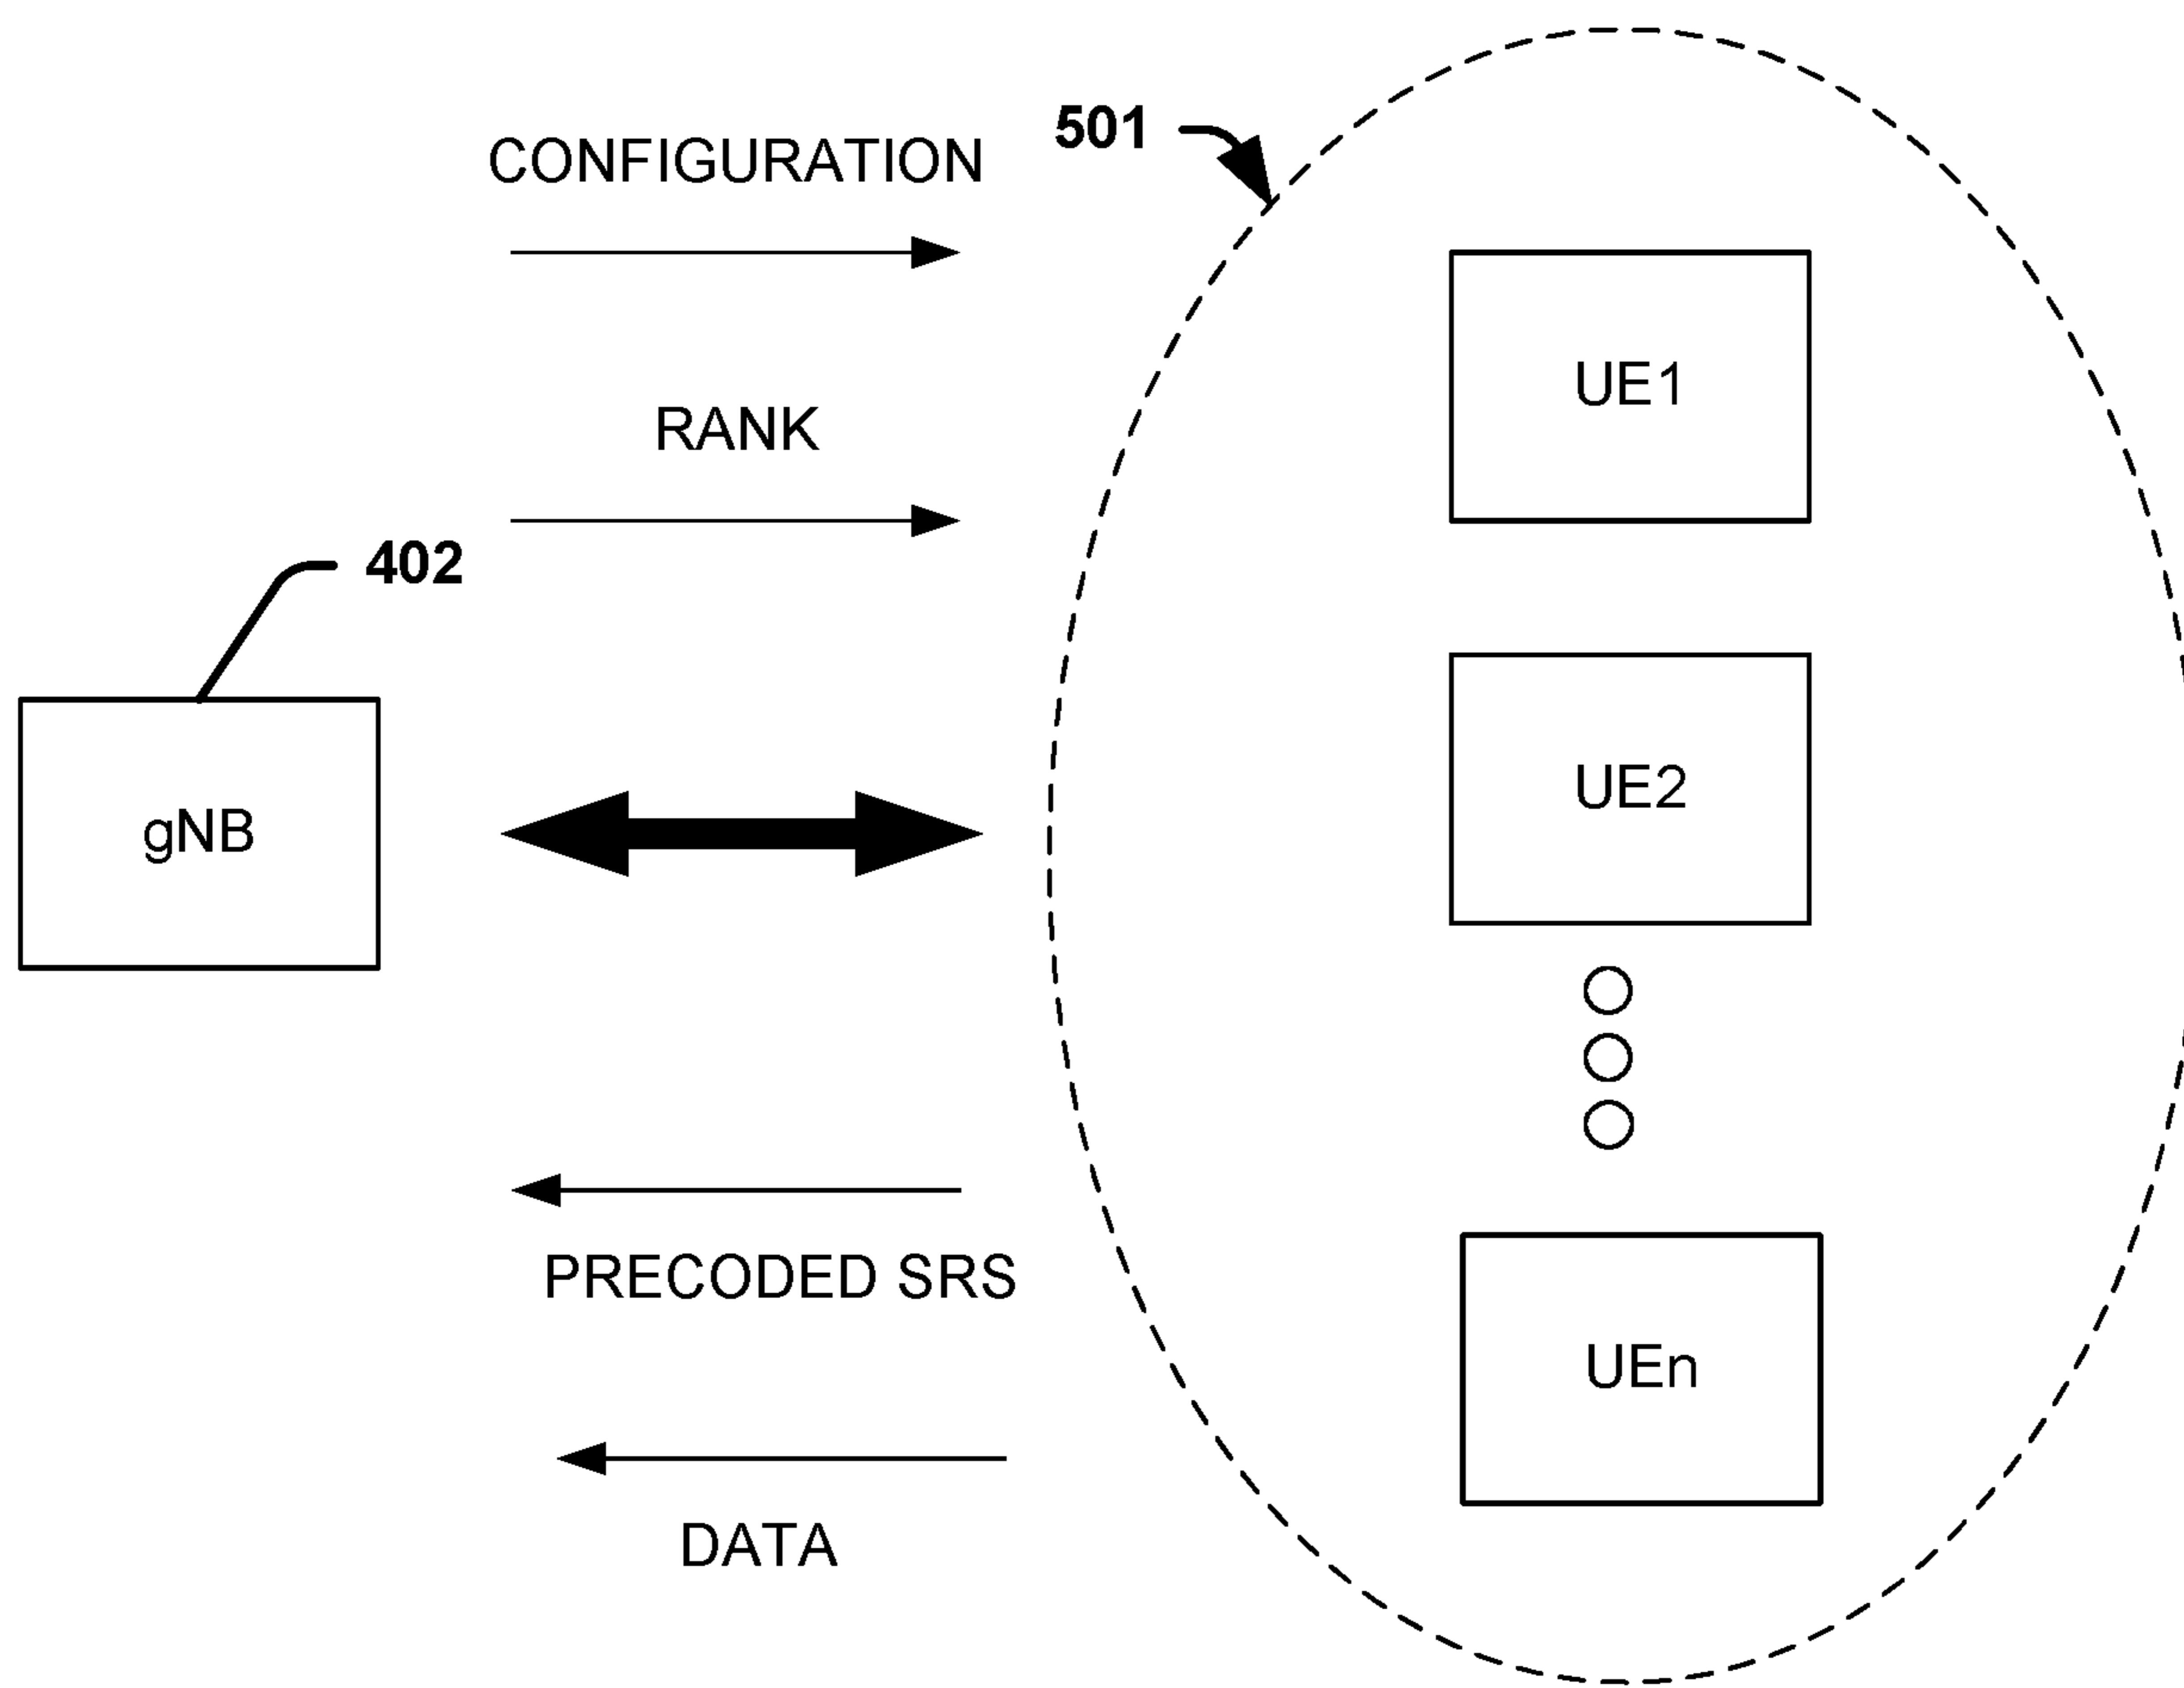 501
CONFIGURATION
RANK
402
UE1
gNB
UE2
PRECODED SRS
UEn
DATA